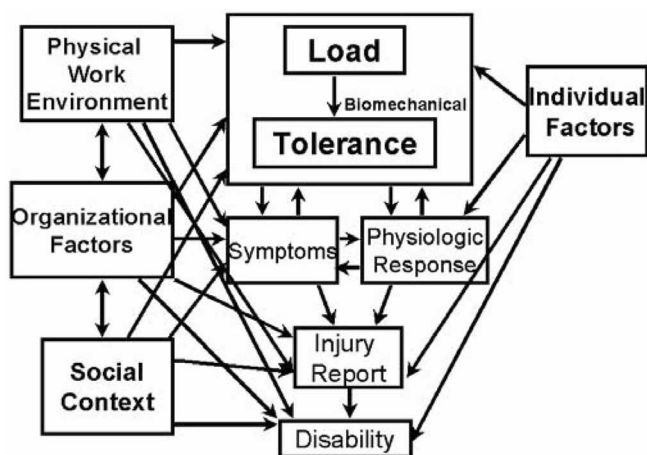 Physical
Work
Environment
Load
Biomechanical
Tolerance
Individual
Factors
Organizational
Factors
Symptoms
Physiologic
Response
Social
Context
Injury
Report
Disability